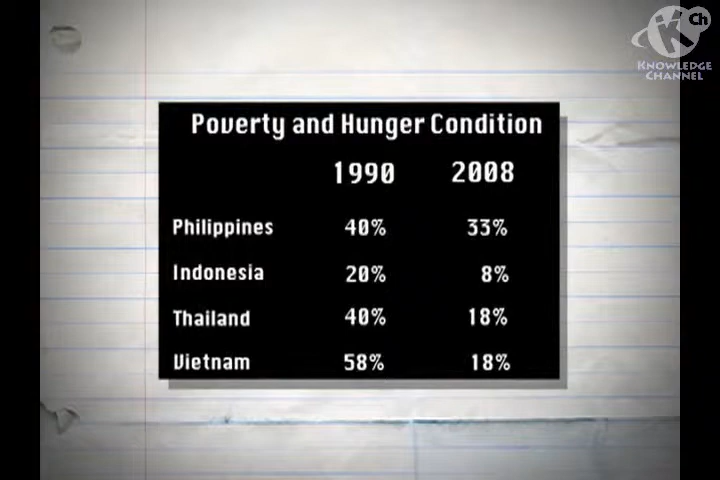 Ch
K
KNOWLEDGE
CHANNEL
Poverty and Hunger Condition
1990 2008
Philippines 40% 33%
Indonesia 20% 8%
Thailand 40% 18%
Vietnam 58% 18%